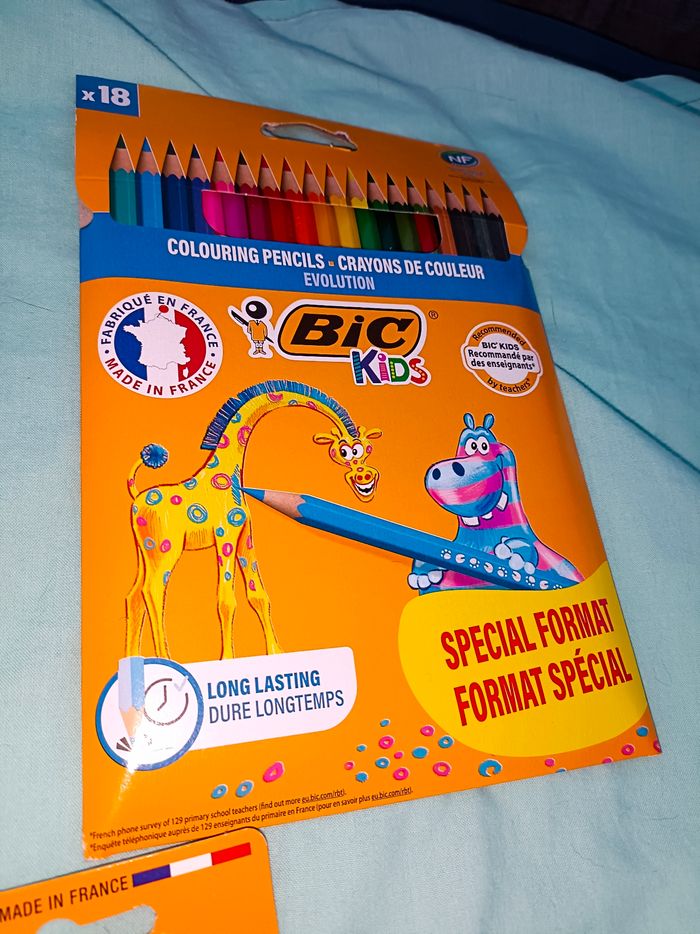 x18
NF
COLOURING PENCILS - CRAYONS DE COULEUR
EVOLUTION
FABRIQUÉ EN FRANCE
MADE IN FRANCE
BiC®
KiDS
Recommended
BIC® KIDS
Recommandé par
des enseignants*
by teachers*
LONG LASTING
DURE LONGTEMPS
SPECIAL FORMAT
FORMAT SPÉCIAL
*French phone survey of 129 primary school teachers (find out more eu.bic.com/rbt).
*Enquête téléphonique auprès de 129 enseignants du primaire en France (pour en savoir plus eu.bic.com/rbt).
MADE IN FRANCE